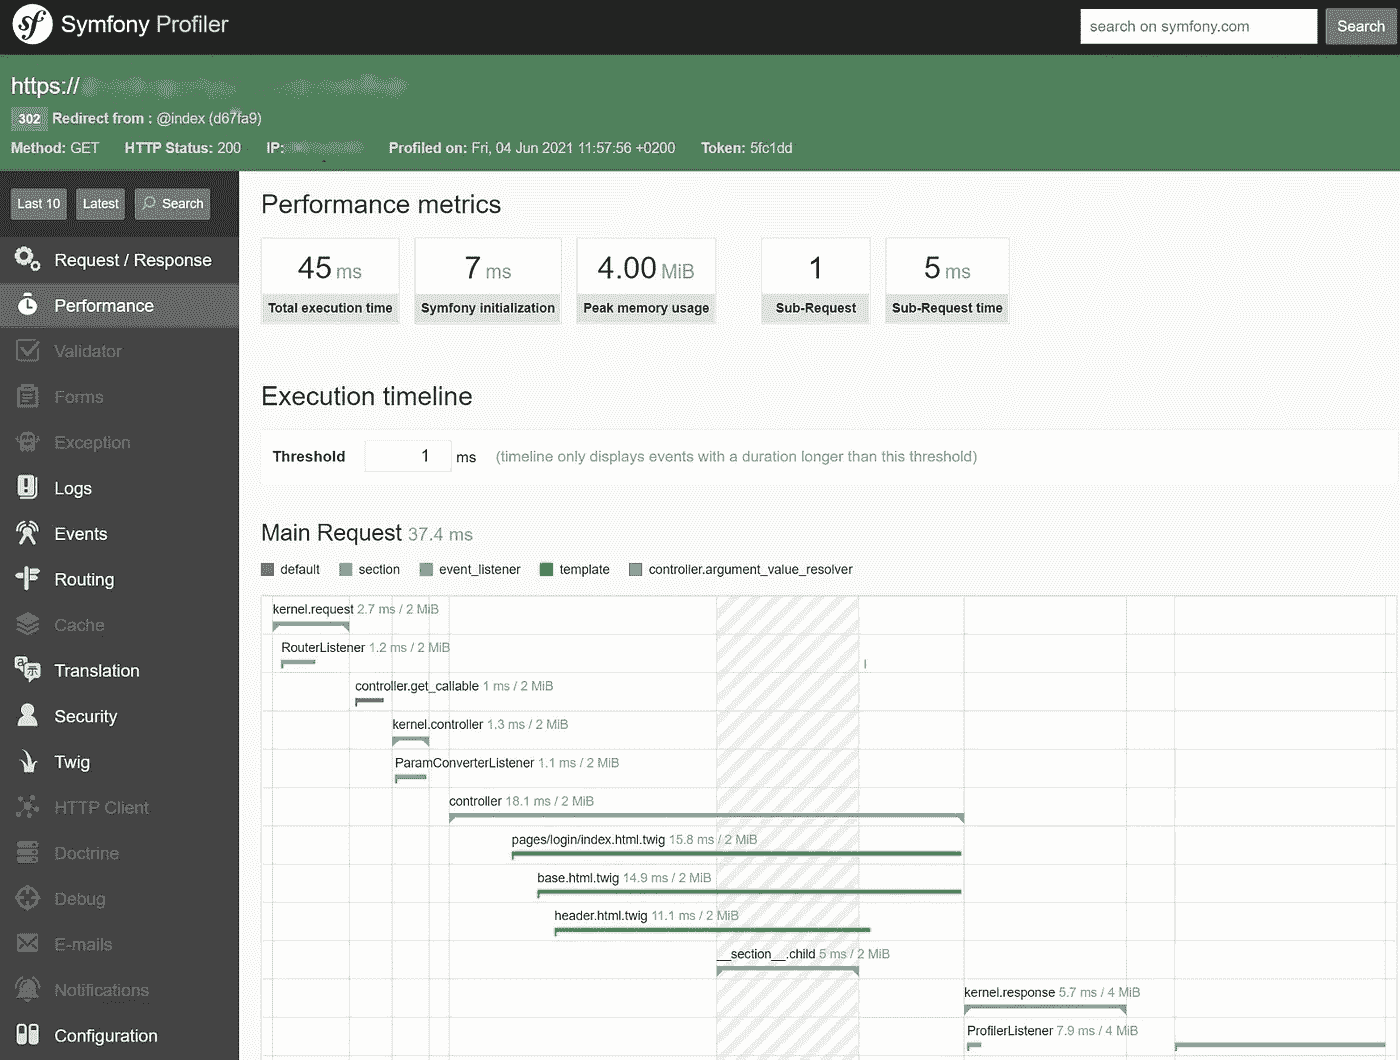 sf Symfony Profiler
search on symfony.com Search
https://
302 Redirect from : @index (d67fa9)
Method: GET HTTP Status: 200 IP: Profiled on: Fri, 04 Jun 2021 11:57:56 +0200 Token: 5fc1dd
Last 10 Latest Search
Request / Response
Performance
Validator
Forms
Exception
Logs
Events
Routing
Cache
Translation
Security
Twig
HTTP Client
Doctrine
Debug
E-mails
Notifications
Configuration
Performance metrics
45 ms
Total execution time
7 ms
Symfony initialization
4.00 MiB
Peak memory usage
1
Sub-Request
5 ms
Sub-Request time
Execution timeline
Threshold 1 ms (timeline only displays events with a duration longer than this threshold)
Main Request 37.4 ms
default section event_listener template controller.argument_value_resolver
kernel.request 2.7 ms / 2 MiB
RouterListener 1.2 ms / 2 MiB
controller.get_callable 1 ms / 2 MiB
kernel.controller 1.3 ms / 2 MiB
ParamConverterListener 1.1 ms / 2 MiB
controller 18.1 ms / 2 MiB
pages/login/index.html.twig 15.8 ms / 2 MiB
base.html.twig 14.9 ms / 2 MiB
header.html.twig 11.1 ms / 2 MiB
__section__.child 5 ms / 2 MiB
kernel.response 5.7 ms / 4 MiB
ProfilerListener 7.9 ms / 4 MiB